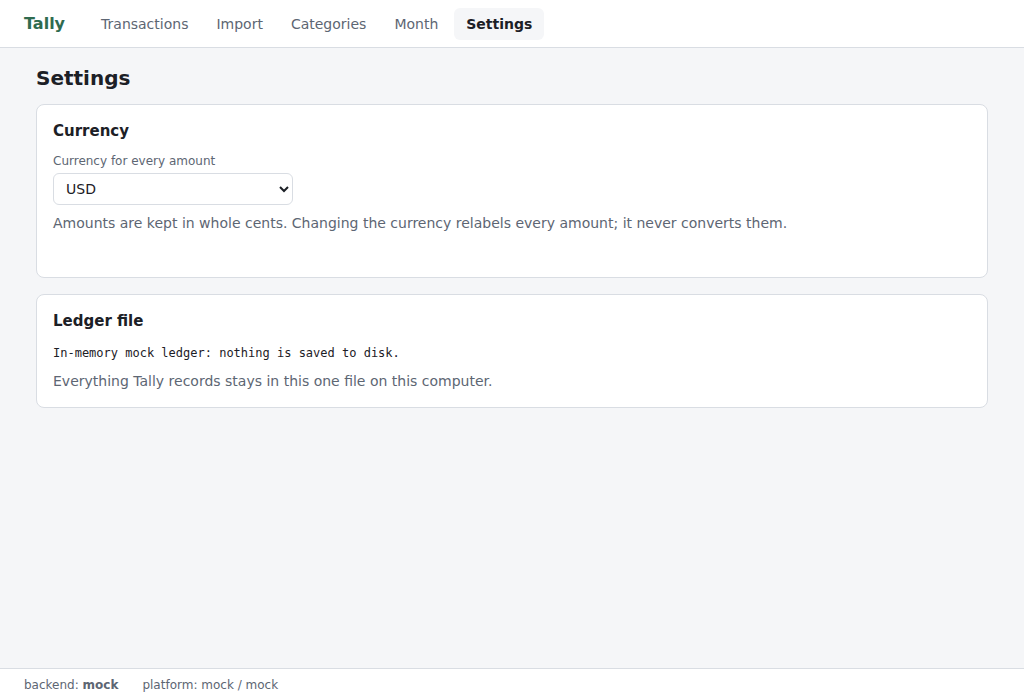 Tally Transactions Import Categories Month Settings
Settings
Currency
Currency for every amount
USD
Amounts are kept in whole cents. Changing the currency relabels every amount; it never converts them.
Ledger file
In-memory mock ledger: nothing is saved to disk.
Everything Tally records stays in this one file on this computer.
backend: mock platform: mock / mock